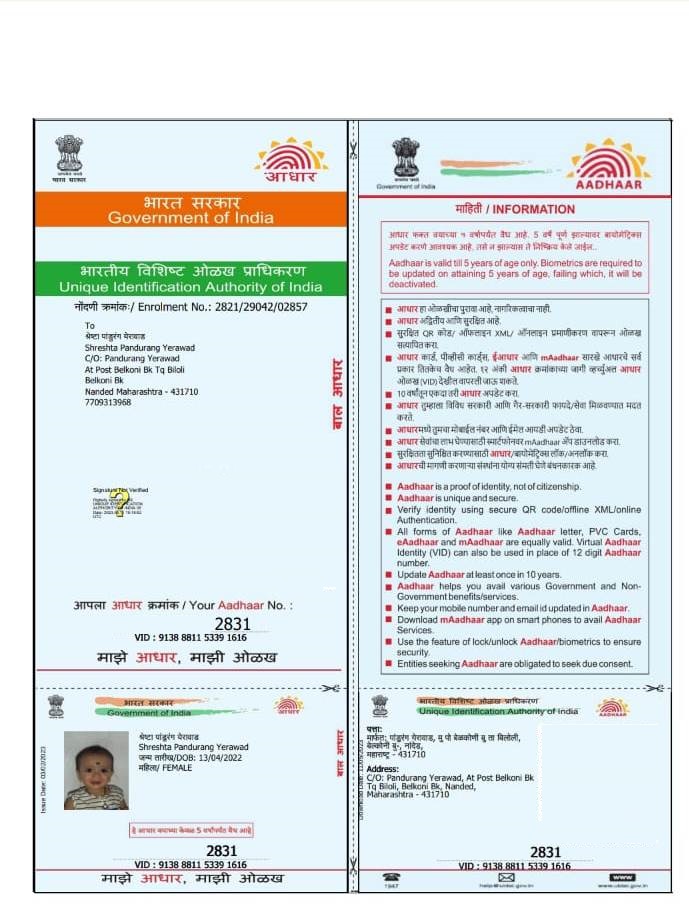 भारत सरकार
आधार
भारत सरकार
Government of India
भारतीय विशिष्ट ओळख प्राधिकरण
Unique Identification Authority of India
नोंदणी क्रमांक:/ Enrolment No.: 2821/29042/02857
To
श्रेष्टा पांडुरंग येरावाड
Shreshta Pandurang Yerawad
C/O: Pandurang Yerawad
At Post Belkoni Bk Tq Biloli
Belkoni Bk
Nanded Maharashtra - 431710
7709313968
बाल आधार
Signature Not Verified
आपला आधार क्रमांक / Your Aadhaar No. :
2831
VID : 9138 8811 5339 1616
माझे आधार, माझी ओळख
Government of India
AADHAAR
माहिती / INFORMATION
आधार फक्त वयाच्या ५ वर्षांपर्यंत वैध आहे. 5 वर्षे पूर्ण झाल्यावर बायोमेट्रिक्स
अपडेट करणे आवश्यक आहे, तसे न झाल्यास ते निष्क्रिय केले जाईल..
Aadhaar is valid till 5 years of age only. Biometrics are required to
be updated on attaining 5 years of age, failing which, it will be
deactivated.
■ आधार हा ओळखीचा पुरावा आहे, नागरिकत्वाचा नाही.
■ आधार अद्वितीय आणि सुरक्षित आहे.
■ सुरक्षित QR कोड/ ऑफलाइन XML/ ऑनलाइन प्रमाणीकरण वापरून ओळख
सत्यापित करा.
■ आधार कार्ड, पीव्हीसी कार्ड्स, ईआधार आणि mAadhaar सारखे आधारचे सर्व
प्रकार तितकेच वैध आहेत. १२ अंकी आधार क्रमांकाच्या जागी व्हर्च्युअल आधार
ओळख (VID) देखील वापरली जाऊ शकते.
■ 10 वर्षांतून एकदा तरी आधार अपडेट करा.
■ आधार तुम्हाला विविध सरकारी आणि गैर-सरकारी फायदे/सेवा मिळवण्यात मदत
करते.
■ आधारमध्ये तुमचा मोबाईल नंबर आणि ईमेल आयडी अपडेट ठेवा.
■ आधार सेवांचा लाभ घेण्यासाठी स्मार्टफोनवर mAadhaar ॲप डाउनलोड करा.
■ सुरक्षितता सुनिश्चित करण्यासाठी आधार/बायोमेट्रिक्स लॉक/अनलॉक करा.
■ आधारची मागणी करणाऱ्या संस्थांना योग्य संमती घेणे बंधनकारक आहे.
■ Aadhaar is a proof of identity, not of citizenship.
■ Aadhaar is unique and secure.
■ Verify identity using secure QR code/offline XML/online
Authentication.
■ All forms of Aadhaar like Aadhaar letter, PVC Cards,
eAadhaar and mAadhaar are equally valid. Virtual Aadhaar
Identity (VID) can also be used in place of 12 digit Aadhaar
number.
■ Update Aadhaar at least once in 10 years.
■ Aadhaar helps you avail various Government and Non-
Government benefits/services.
■ Keep your mobile number and email id updated in Aadhaar.
■ Download mAadhaar app on smart phones to avail Aadhaar
Services.
■ Use the feature of lock/unlock Aadhaar/biometrics to ensure
security.
■ Entities seeking Aadhaar are obligated to seek due consent.
भारत सरकार
Government of India
आधार
Issue Date: 03/02/2023
श्रेष्टा पांडुरंग येरावाड
Shreshta Pandurang Yerawad
जन्म तारीख/DOB: 13/04/2022
महिला/ FEMALE
बाल आधार
हे आधार वयाच्या केवळ 5 वर्षांपर्यंत वैध आहे
2831
VID : 9138 8811 5339 1616
माझे आधार, माझी ओळख
भारतीय विशिष्ट ओळख प्राधिकरण
Unique Identification Authority of India
AADHAAR
पत्ता:
मार्फत: पांडुरंग येरावाड, मु पो बेळकोणी बु ता बिलोली,
बेल्कोनी बु॰, नांदेड,
महाराष्ट्र - 431710
Address:
C/O: Pandurang Yerawad, At Post Belkoni Bk
Tq Biloli, Belkoni Bk, Nanded,
Maharashtra - 431710
2831
VID : 9138 8811 5339 1616
1947
help@uidai.gov.in
www
www.uidai.gov.in